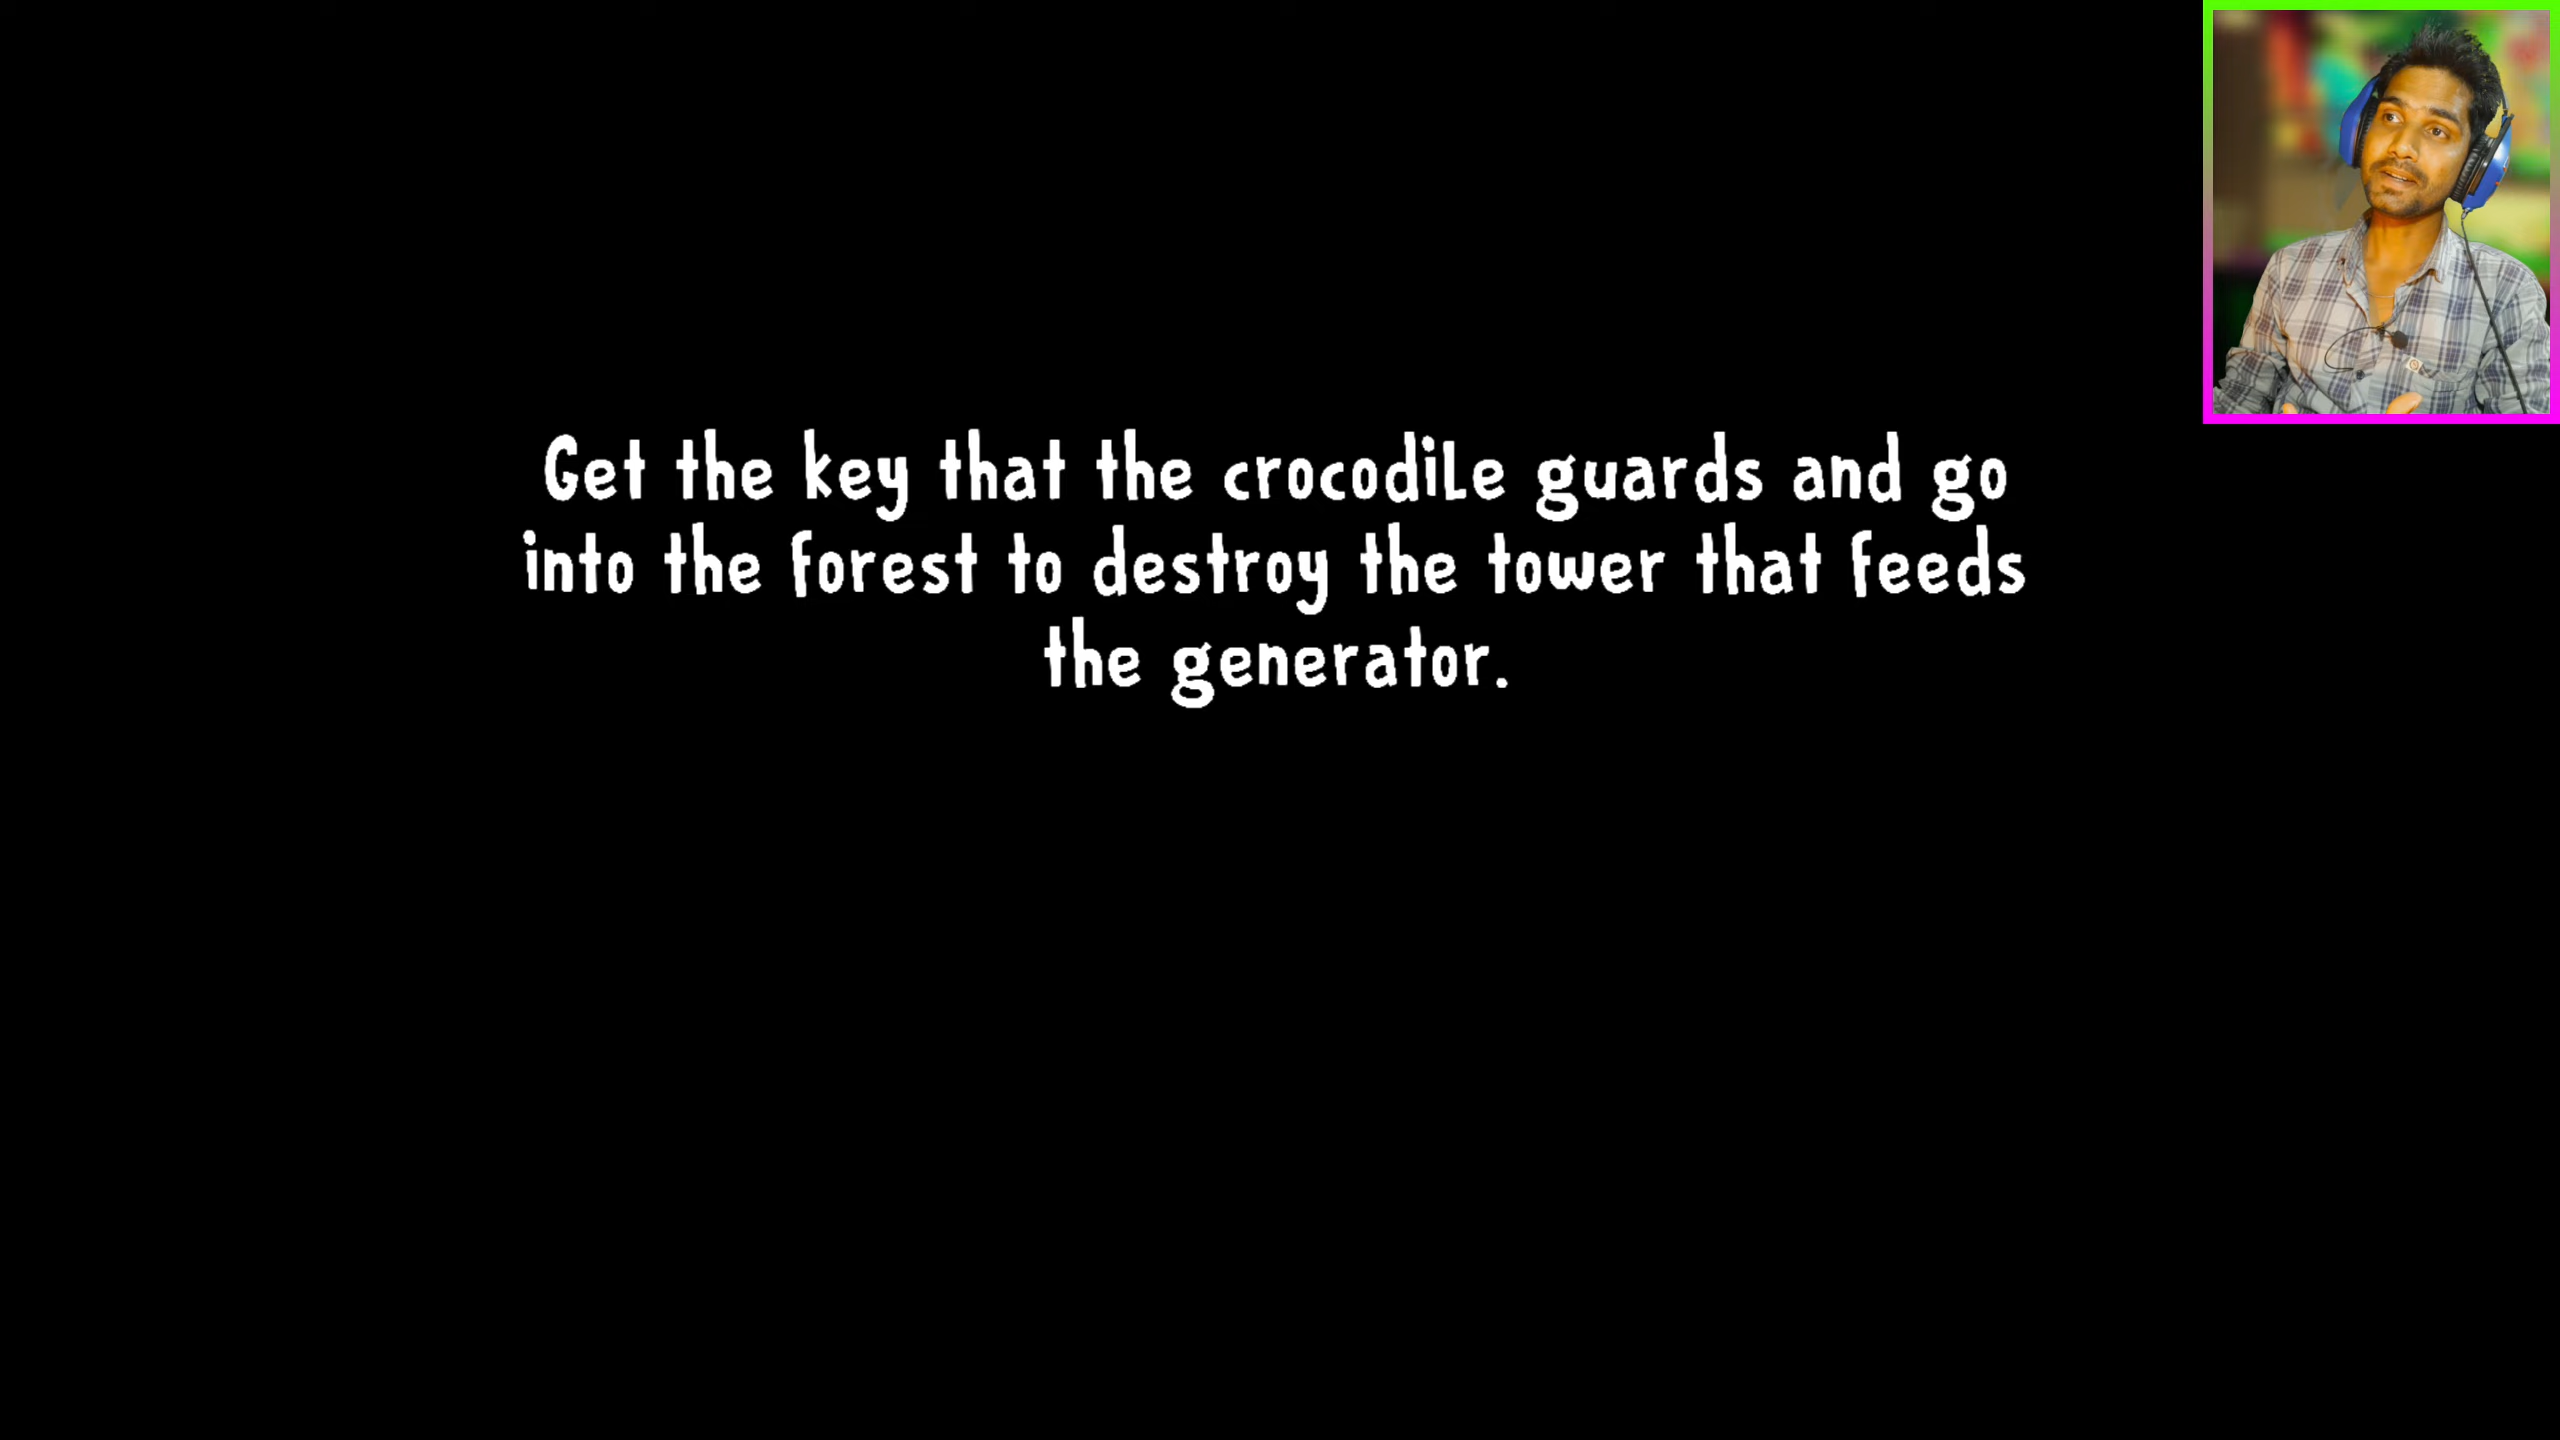 Get the key that the crocodile guards and go
into the forest to destroy the tower that feeds
the generator.